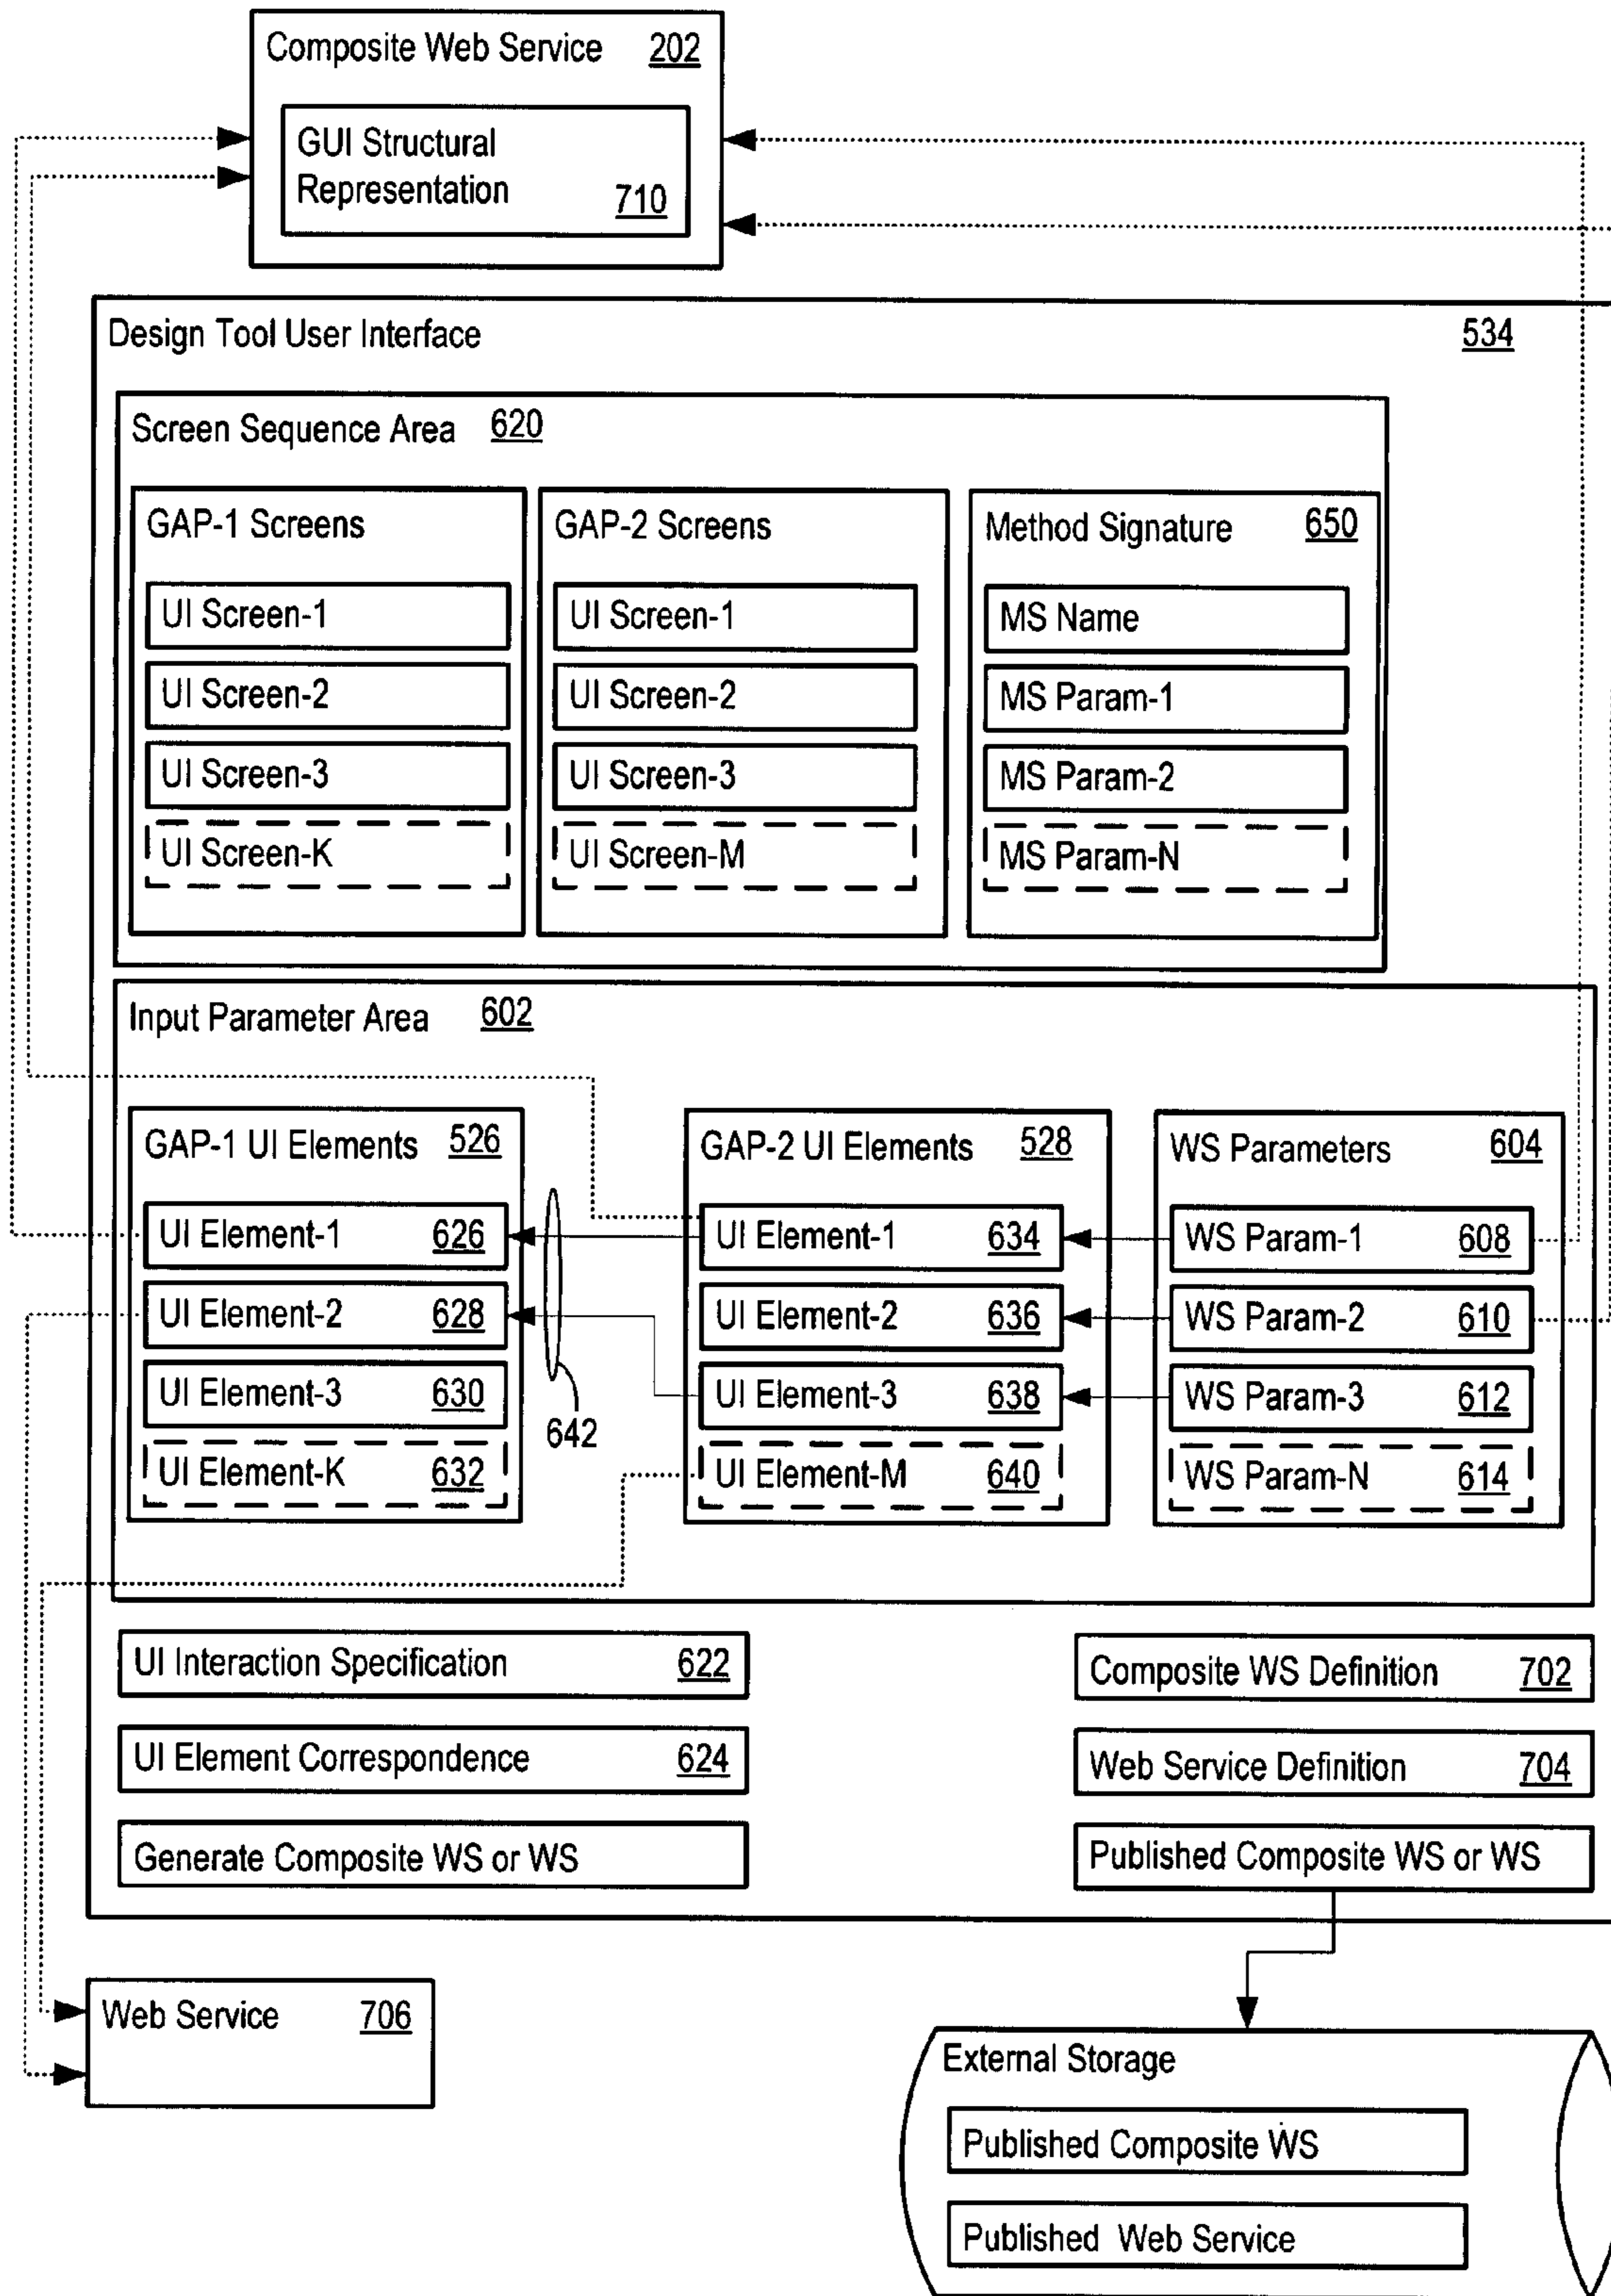 Composite Web Service 202
GUI Structural
Representation 710
Design Tool User Interface 534
Screen Sequence Area 620
GAP-1 Screens
UI Screen-1
UI Screen-2
UI Screen-3
UI Screen-K
GAP-2 Screens
UI Screen-1
UI Screen-2
UI Screen-3
UI Screen-M
Method Signature 650
MS Name
MS Param-1
MS Param-2
MS Param-N
Input Parameter Area 602
GAP-1 UI Elements 526
UI Element-1 626
UI Element-2 628
UI Element-3 630
UI Element-K 632
642
GAP-2 UI Elements 528
UI Element-1 634
UI Element-2 636
UI Element-3 638
UI Element-M 640
WS Parameters 604
WS Param-1 608
WS Param-2 610
WS Param-3 612
WS Param-N 614
UI Interaction Specification 622
UI Element Correspondence 624
Generate Composite WS or WS
Composite WS Definition 702
Web Service Definition 704
Published Composite WS or WS
Web Service 706
External Storage
Published Composite WS
Published Web Service